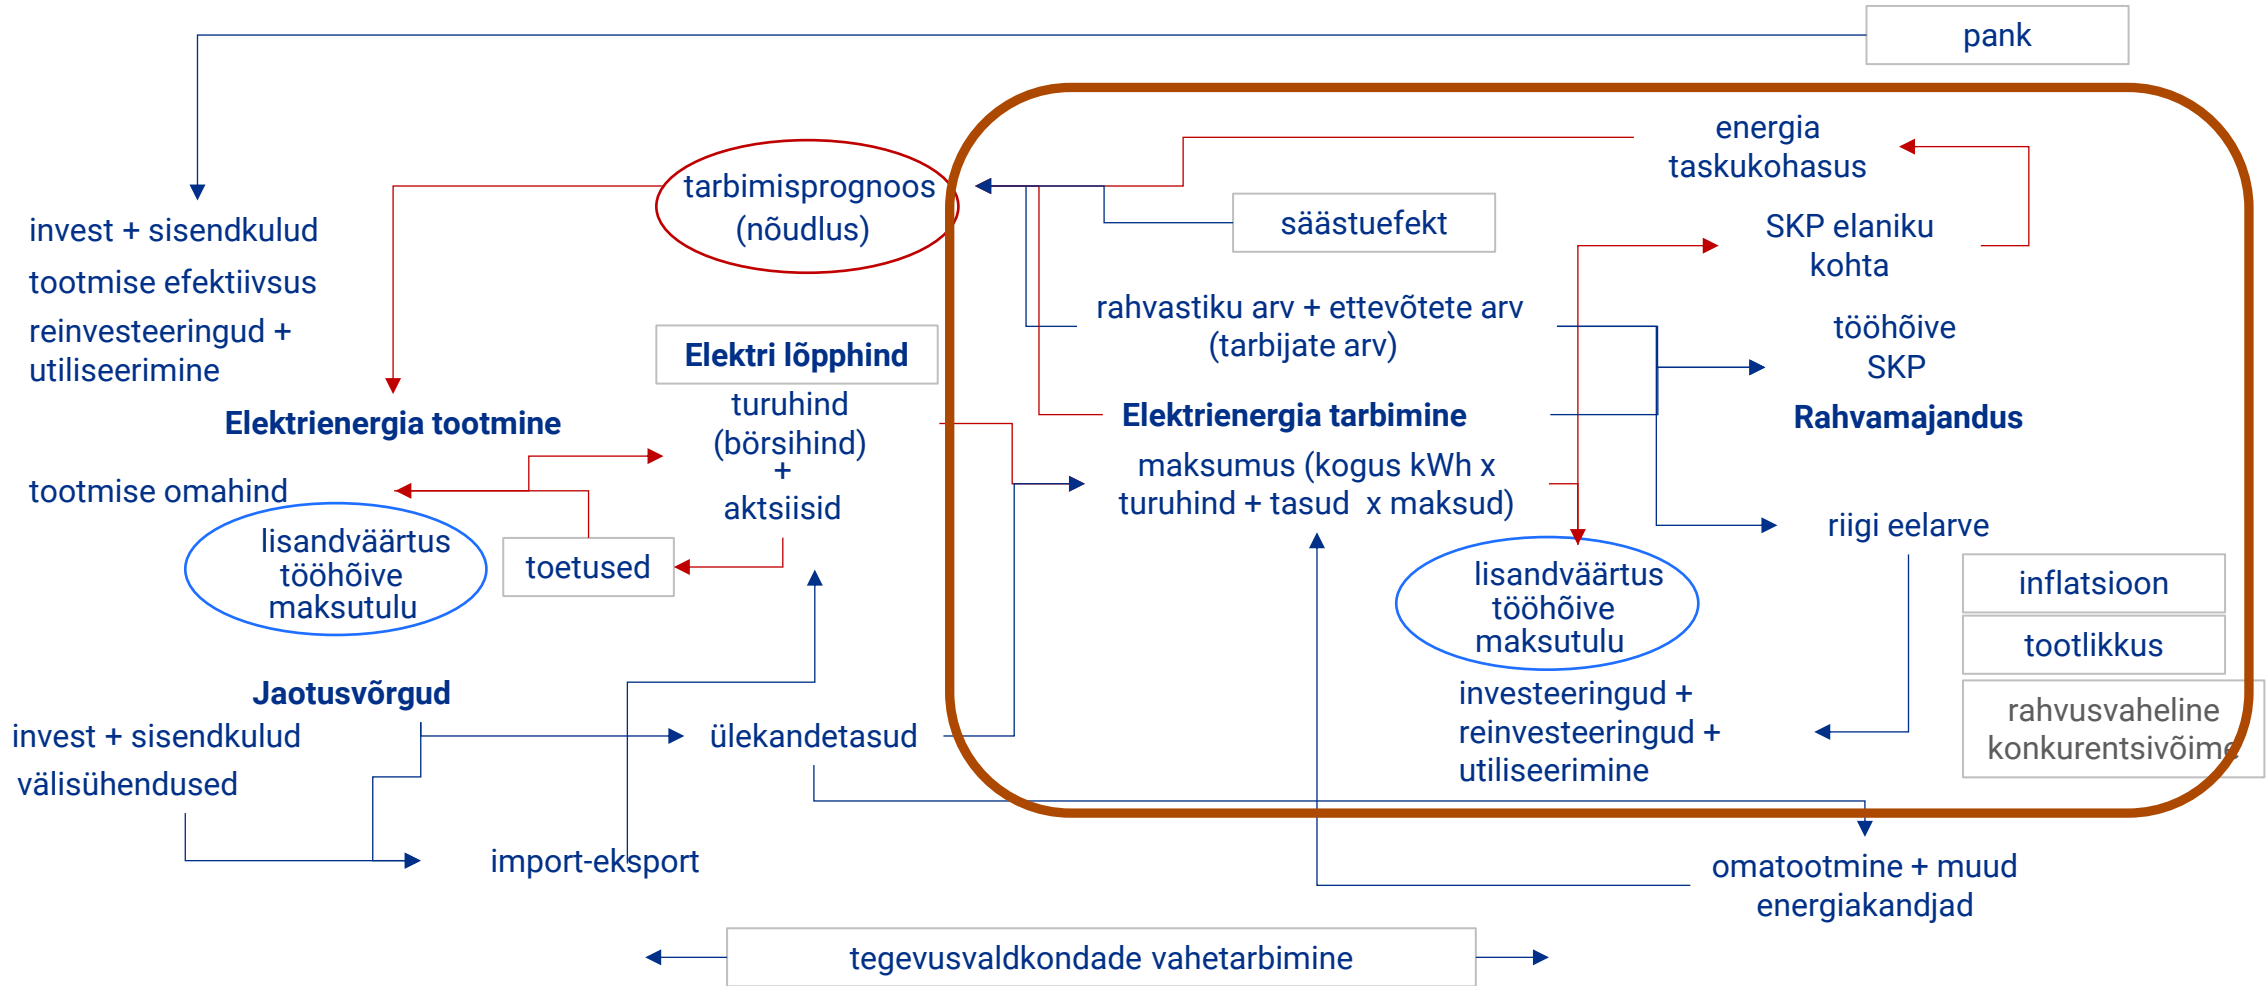 pank
energia
taskukohasus
tarbimisprognoos
(nõudlus)
säästuefekt
SKP elaniku
kohta
invest + sisendkulud
tootmise efektiivsus
reinvesteeringud +
utiliseerimine
rahvastiku arv + ettevõtete arv
(tarbijate arv)
tööhõive
SKP
Elektri lõpphind
turuhind
(börsihind)
+
aktsiisid
Elektrienergia tootmine
Elektrienergia tarbimine
Rahvamajandus
maksumus (kogus kWh x
turuhind + tasud x maksud)
tootmise omahind
lisandväärtus
tööhõive
maksutulu
toetused
riigi eelarve
lisandväärtus
tööhõive
maksutulu
inflatsioon
tootlikkus
rahvusvaheline
konkurentsivõime
Jaotusvõrgud
invest + sisendkulud
välisühendused
ülekandetasud
investeeringud +
reinvesteeringud +
utiliseerimine
import-eksport
omatootmine + muud
energiakandjad
tegevusvaldkondade vahetarbimine